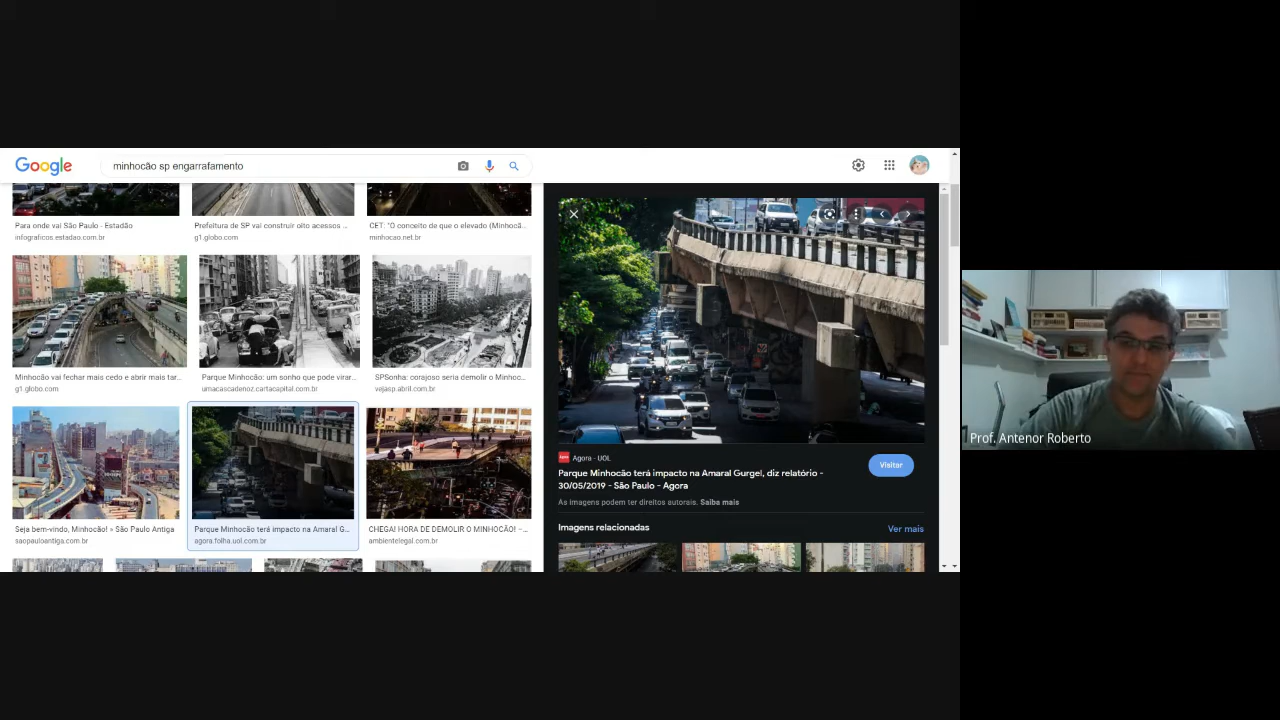 Google
minhocão sp engarrafamento
Para onde vai São Paulo - Estadão
infograficos.estadao.com.br
Prefeitura de SP vai construir oito acessos ...
g1.globo.com
CET: "O conceito de que o elevado (Minhocã...
minhocao.net.br
Minhocão vai fechar mais cedo e abrir mais tar...
g1.globo.com
Parque Minhocão: um sonho que pode virar...
umacascadenoz.cartacapital.com.br
SPSonha: corajoso seria demolir o Minhoc...
vejasp.abril.com.br
Seja bem-vindo, Minhocão! » São Paulo Antiga
saopauloantiga.com.br
Parque Minhocão terá impacto na Amaral G...
agora.folha.uol.com.br
CHEGA! HORA DE DEMOLIR O MINHOCÃO! –...
ambientelegal.com.br
Agora - UOL
Parque Minhocão terá impacto na Amaral Gurgel, diz relatório -
30/05/2019 - São Paulo - Agora
Visitar
As imagens podem ter direitos autorais. Saiba mais
Imagens relacionadas
Ver mais
Prof. Antenor Roberto